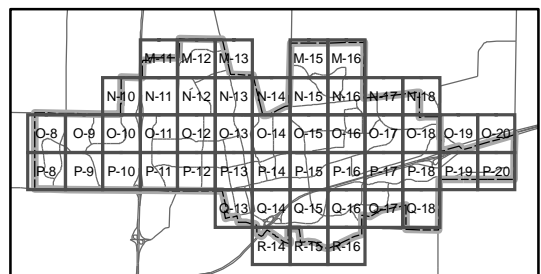 M-11 M-12 M-13 M-15 M-16
N-10 N-11 N-12 N-13 N-14 N-15 N-16 N-17 N-18
O-8 O-9 O-10 O-11 O-12 O-13 O-14 O-15 O-16 O-17 O-18 O-19 O-20
P-8 P-9 P-10 P-11 P-12 P-13 P-14 P-15 P-16 P-17 P-18 P-19 P-20
Q-13 Q-14 Q-15 Q-16 Q-17 Q-18
R-14 R-15 R-16